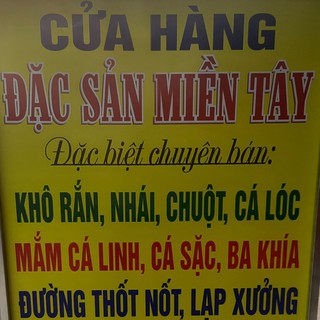 CỬA HÀNG
ĐẶC SẢN MIỀN TÂY
Đặc biệt chuyên bán:
KHÔ RẮN, NHÁI, CHUỘT, CÁ LÓC
MẮM CÁ LINH, CÁ SẶC, BA KHÍA
ĐƯỜNG THỐT NỐT, LẠP XƯỞNG